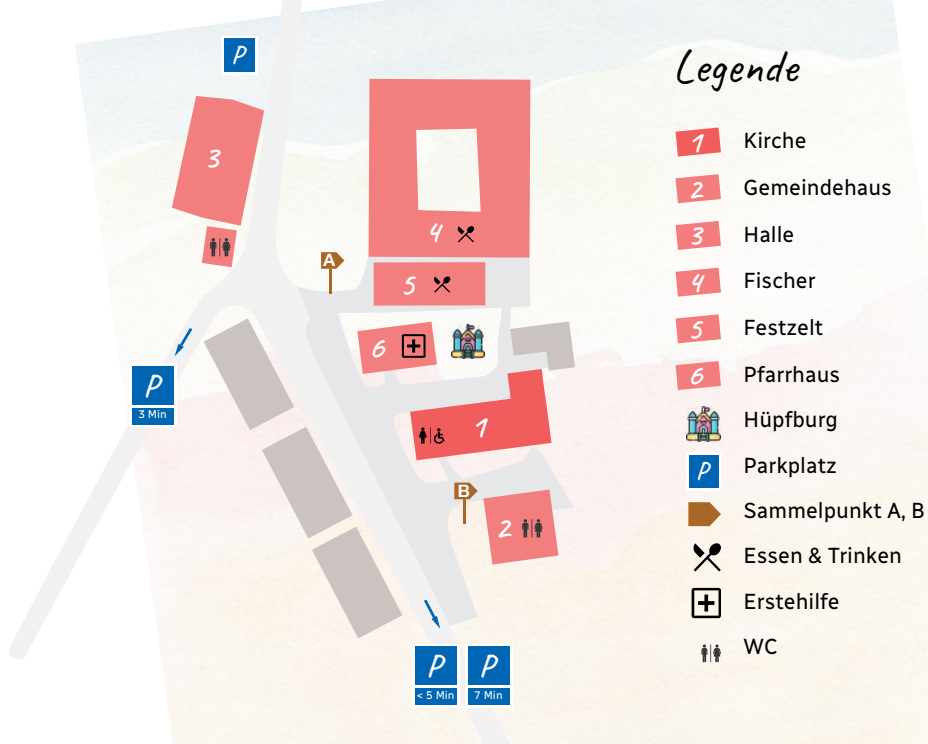 P
Legende
1 Kirche
2 Gemeindehaus
3 Halle
4 Fischer
5 Festzelt
6 Pfarrhaus
Hüpfburg
P Parkplatz
Sammelpunkt A, B
Essen & Trinken
Erstehilfe
WC
3
4
A
5
6
P
3 Min
1
B
2
P
< 5 Min
P
7 Min